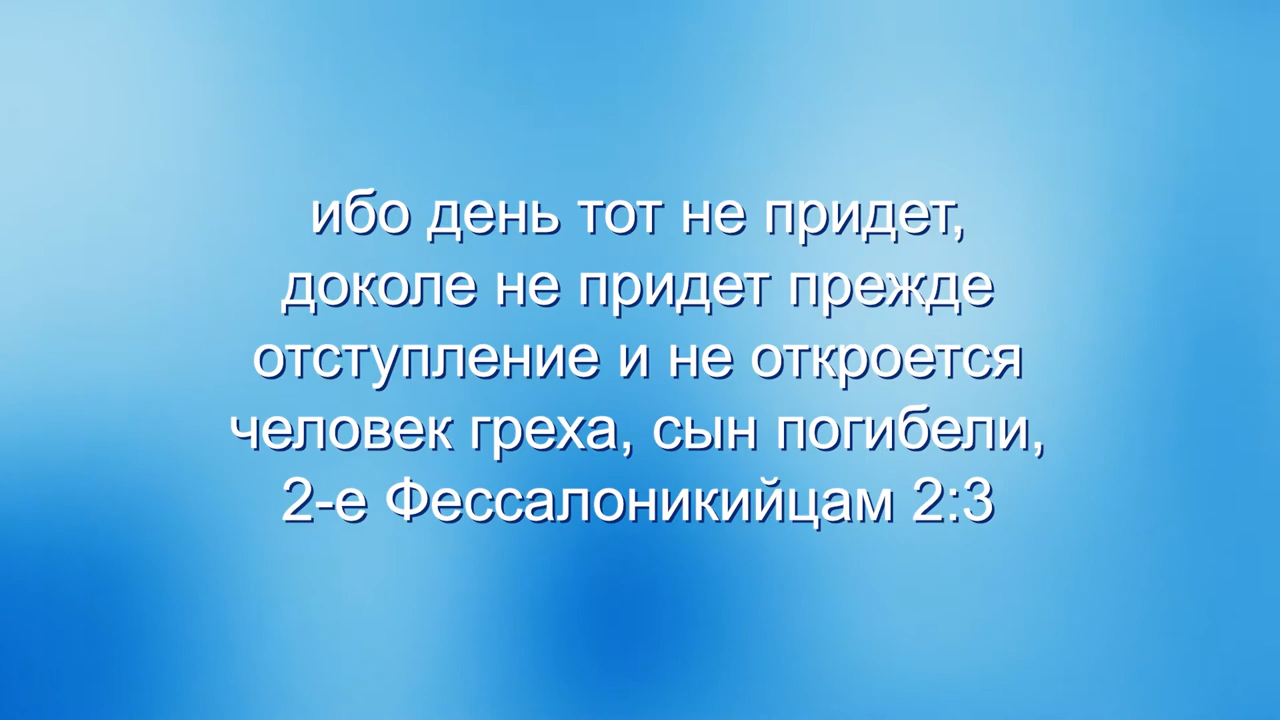 ибо день тот не придет,
доколе не придет прежде
отступление и не откроется
человек греха, сын погибели,
2-е Фессалоникийцам 2:3